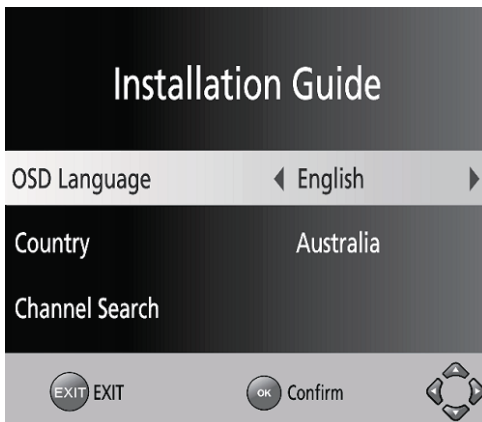 Installation Guide
OSD Language English
Country Australia
Channel Search
EXIT EXIT OK Confirm